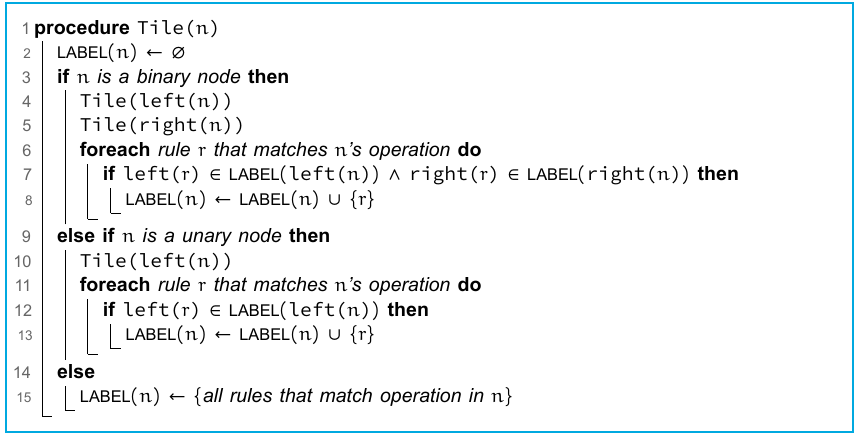 1 procedure Tile(n)
2 LABEL(n) ← ∅
3 if n is a binary node then
4 Tile(left(n))
5 Tile(right(n))
6 foreach rule r that matches n's operation do
7 if left(r) ∈ LABEL(left(n)) ∧ right(r) ∈ LABEL(right(n)) then
8 LABEL(n) ← LABEL(n) ∪ {r}
9 else if n is a unary node then
10 Tile(left(n))
11 foreach rule r that matches n's operation do
12 if left(r) ∈ LABEL(left(n)) then
13 LABEL(n) ← LABEL(n) ∪ {r}
14 else
15 LABEL(n) ← {all rules that match operation in n}